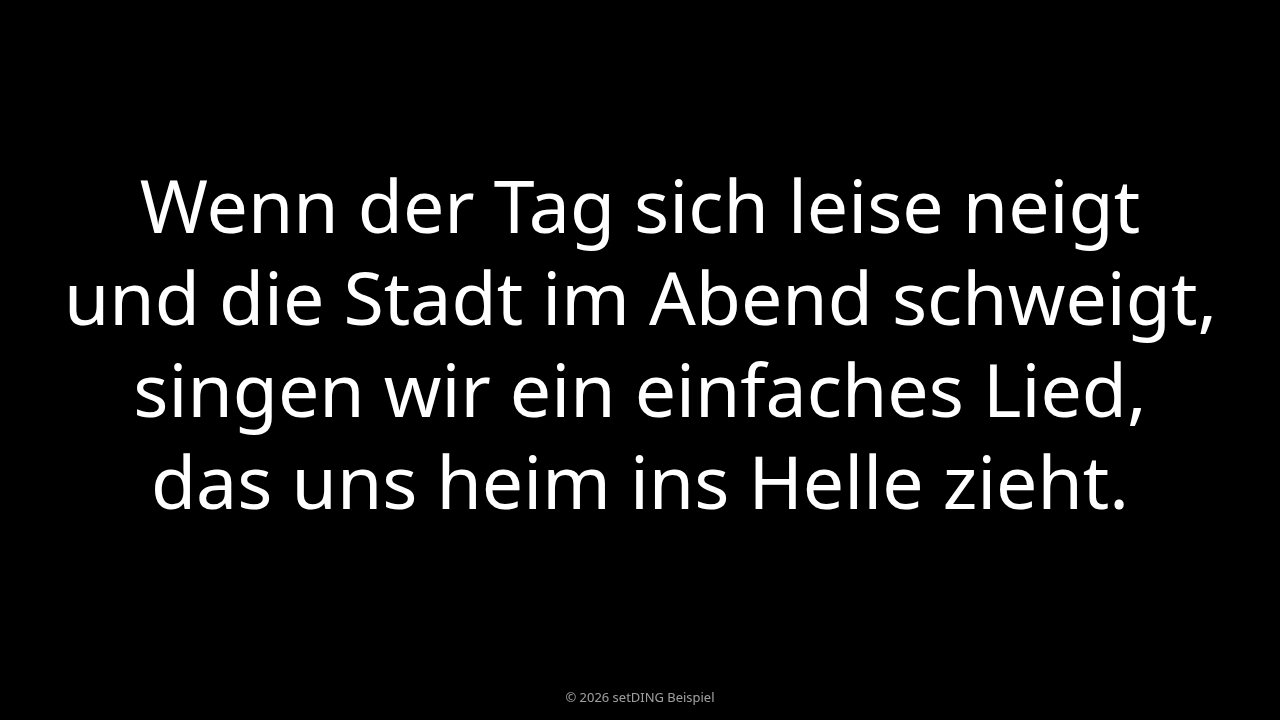 Wenn der Tag sich leise neigt
und die Stadt im Abend schweigt,
singen wir ein einfaches Lied,
das uns heim ins Helle zieht.
© 2026 setDING Beispiel